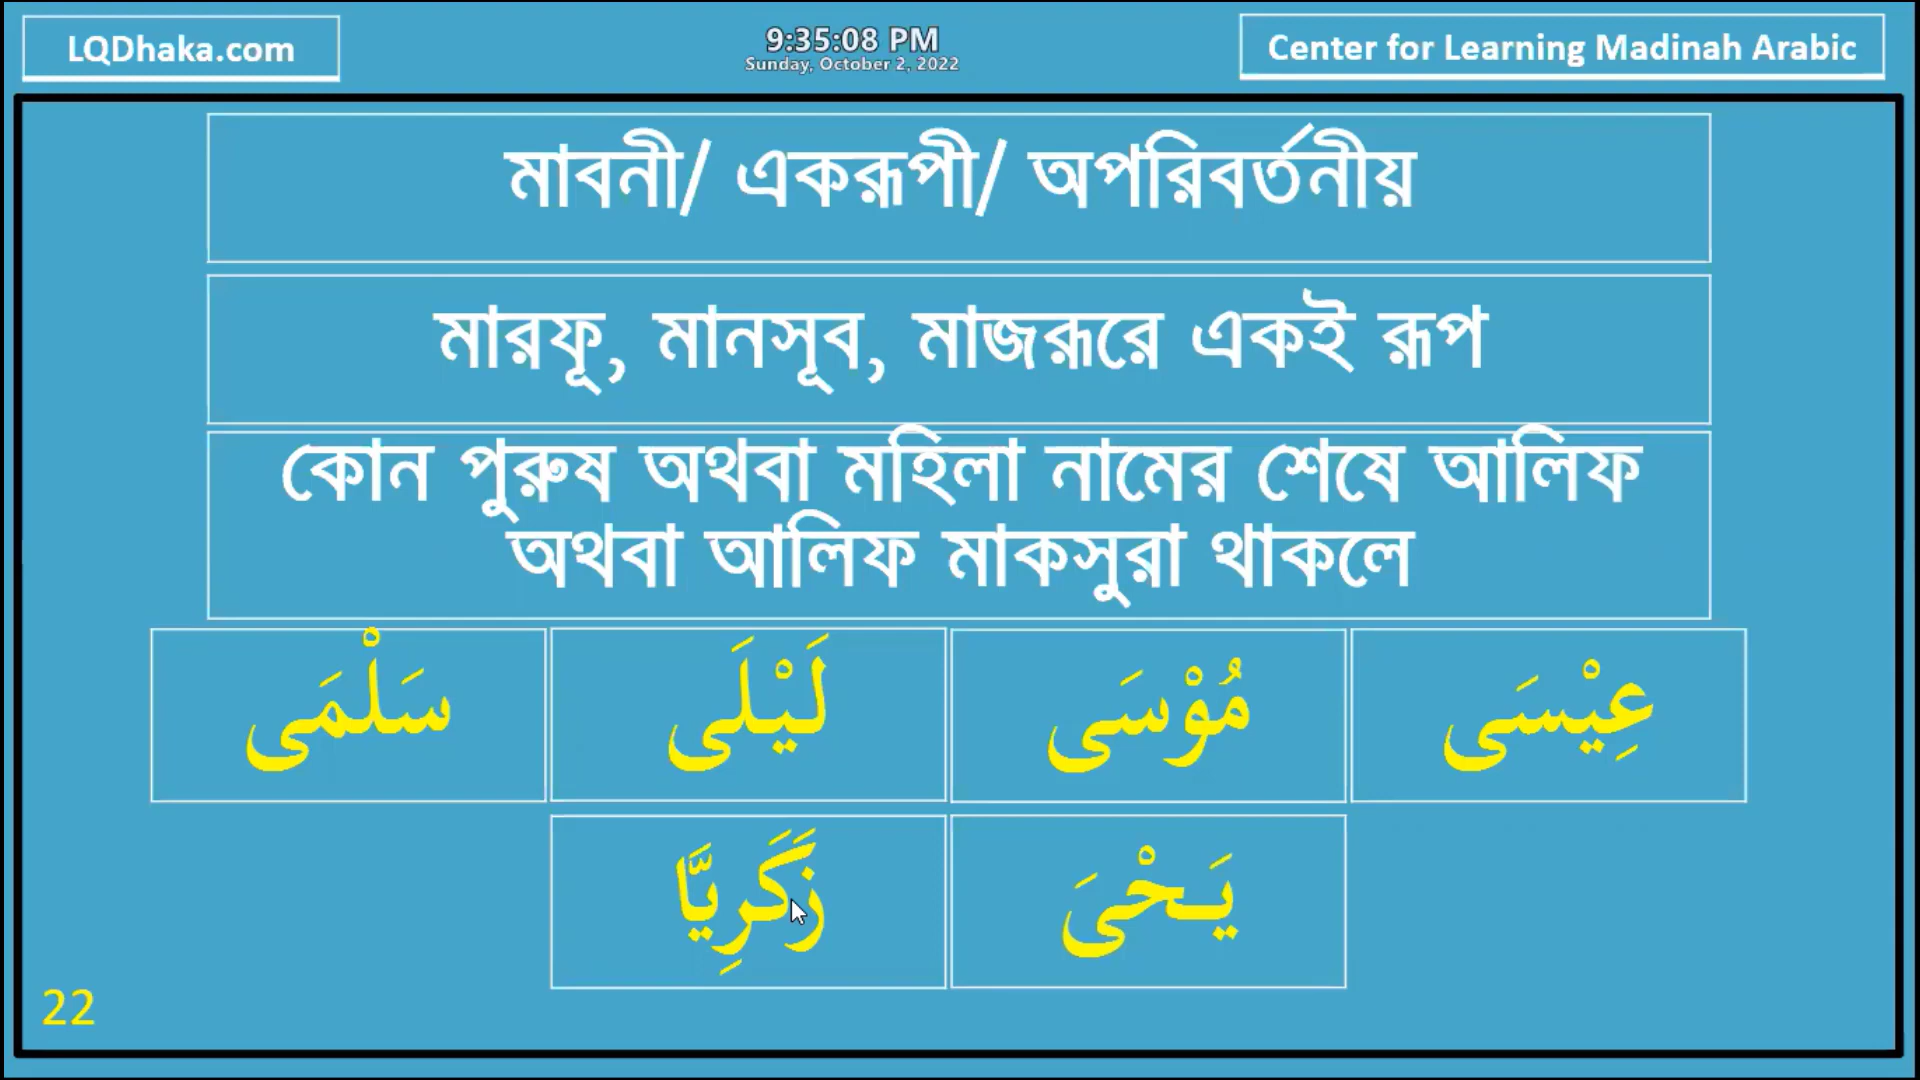 LQDhaka.com
9:35:08 PM
Sunday, October 2, 2022
Center for Learning Madinah Arabic
মাবনী/ একরূপী/ অপরিবর্তনীয়
মারফূ, মানসূব, মাজরূরে একই রূপ
কোন পুরুষ অথবা মহিলা নামের শেষে আলিফ
অথবা আলিফ মাকসুরা থাকলে
عِيْسَى
مُوْسَى
لَيْلَى
سَلْمَى
يَـحْىَ
زَكَرِيَّا
22